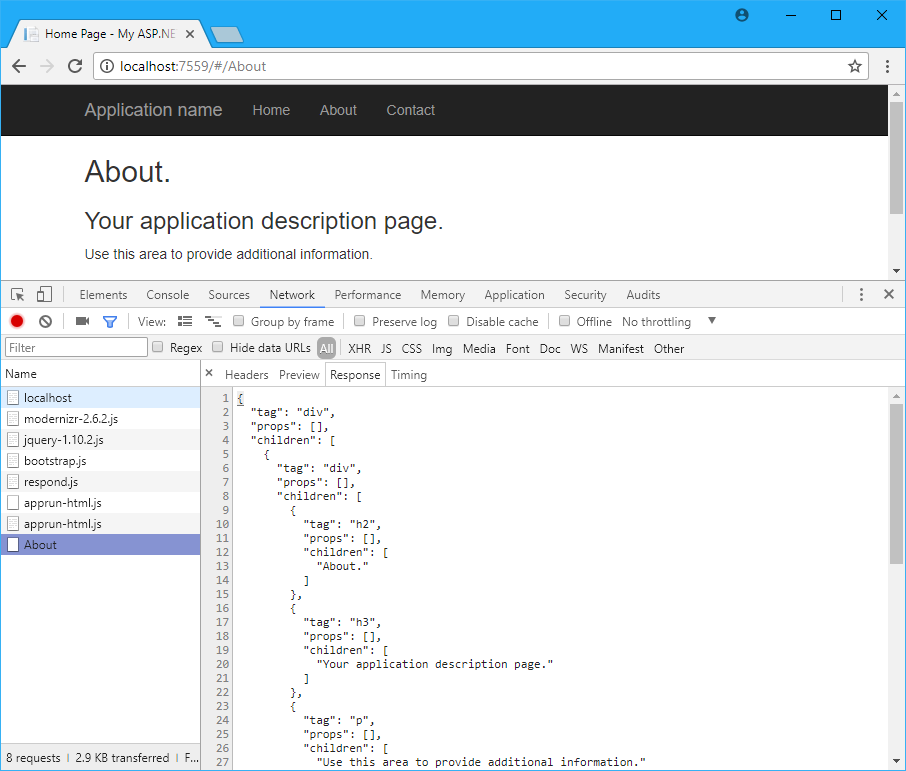 Home Page - My ASP.NE
localhost:7559/#/About
Application name Home About Contact
About.
Your application description page.
Use this area to provide additional information.
Elements Console Sources Network Performance Memory Application Security Audits
View: Group by frame Preserve log Disable cache Offline No throttling
Filter Regex Hide data URLs All XHR JS CSS Img Media Font Doc WS Manifest Other
Name
localhost
modernizr-2.6.2.js
jquery-1.10.2.js
bootstrap.js
respond.js
apprun-html.js
apprun-html.js
About
8 requests 2.9 KB transferred F...
Headers Preview Response Timing
1 {
2 "tag": "div",
3 "props": [],
4 "children": [
5 {
6 "tag": "div",
7 "props": [],
8 "children": [
9 {
10 "tag": "h2",
11 "props": [],
12 "children": [
13 "About."
14 ]
15 },
16 {
17 "tag": "h3",
18 "props": [],
19 "children": [
20 "Your application description page."
21 ]
22 },
23 {
24 "tag": "p",
25 "props": [],
26 "children": [
27 "Use this area to provide additional information."